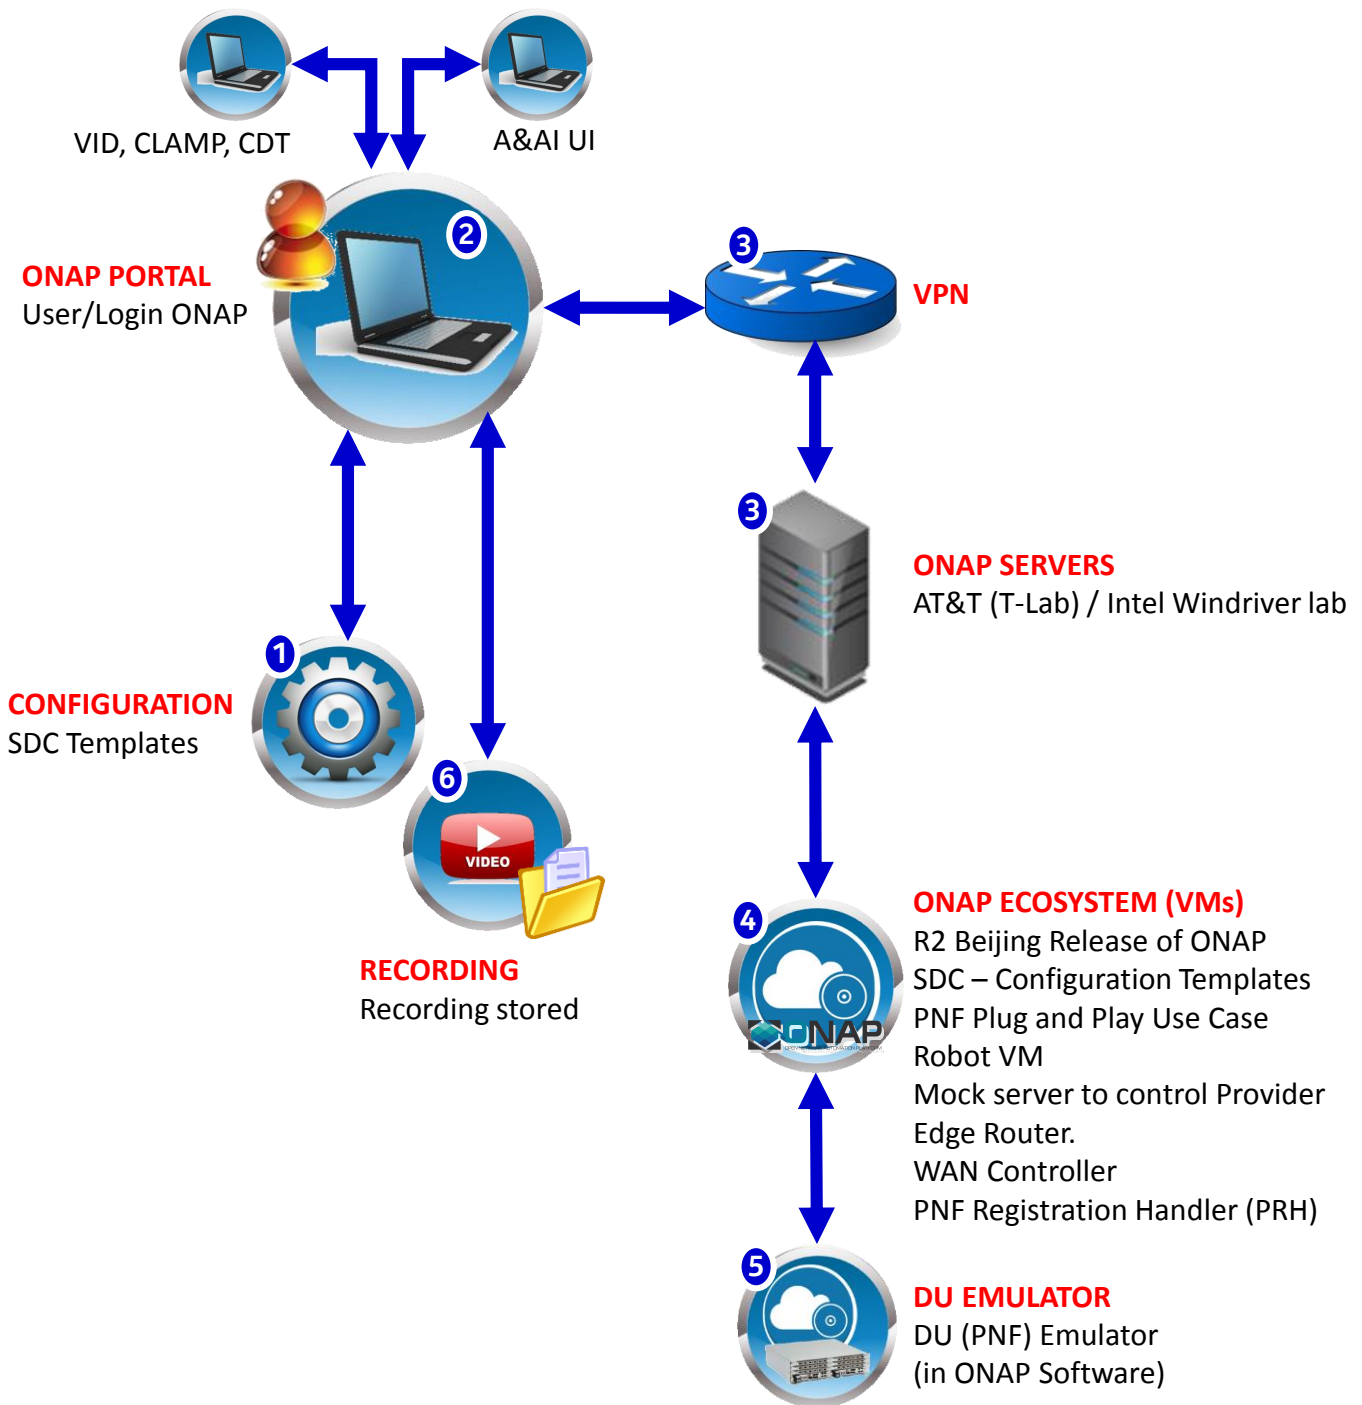 VID, CLAMP, CDT
A&AI UI
2
ONAP PORTAL
User/Login ONAP
3
VPN
3
ONAP SERVERS
AT&T (T-Lab) / Intel Windriver lab
1
CONFIGURATION
SDC Templates
6
VIDEO
RECORDING
Recording stored
4
ONAP
ONAP ECOSYSTEM (VMs)
R2 Beijing Release of ONAP
SDC – Configuration Templates
PNF Plug and Play Use Case
Robot VM
Mock server to control Provider
Edge Router.
WAN Controller
PNF Registration Handler (PRH)
5
DU EMULATOR
DU (PNF) Emulator
(in ONAP Software)